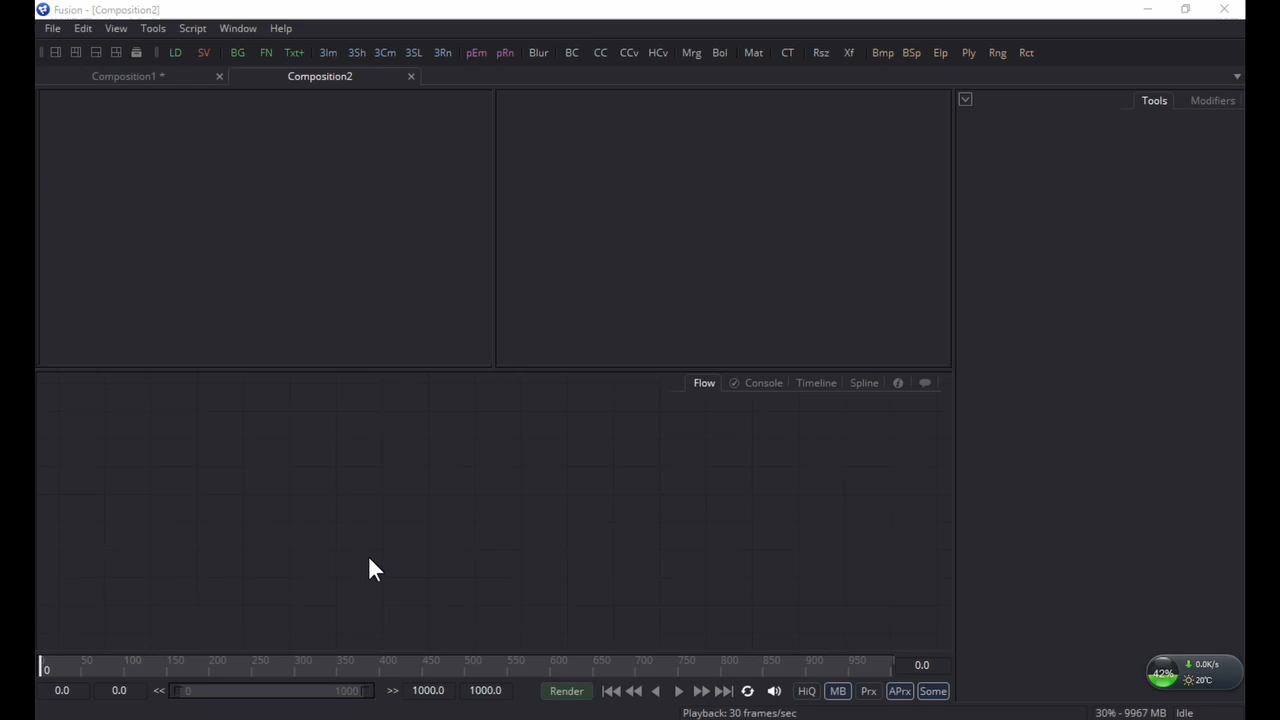 Fusion - [Composition2]
File Edit View Tools Script Window Help
LD SV BG FN Txt+ 3Im 3Sh 3Cm 3SL 3Rn pEm pRn Blur BC CC CCv HCv Mrg Bol Mat CT Rsz Xf Bmp BSp Elp Ply Rng Rct
Composition1 * Composition2
Tools Modifiers
Flow Console Timeline Spline
0 50 100 150 200 250 300 350 400 450 500 550 600 650 700 750 800 850 900 950 0.0
0.0 0.0 << 0 1000 >> 1000.0 1000.0 Render HiQ MB Prx APrx Some
42% 0.0K/s
20℃
Playback: 30 frames/sec 30% - 9967 MB Idle